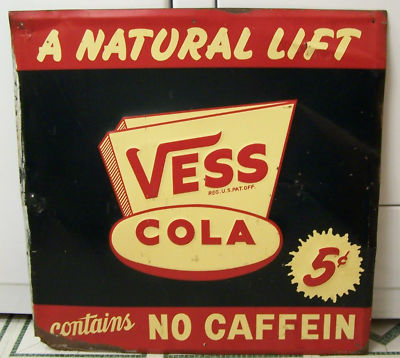 A NATURAL LIFT
VESS
REG. U.S. PAT. OFF.
COLA
5¢
contains NO CAFFEIN